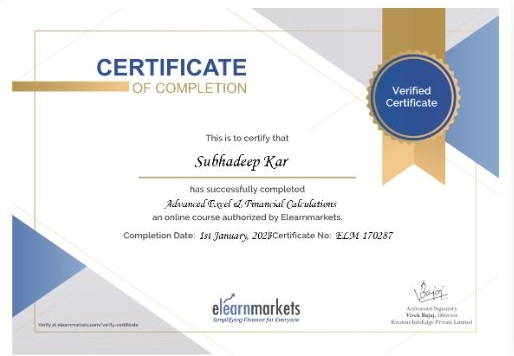 CERTIFICATE
OF COMPLETION
Verified
Certificate
This is to certify that
Subhadeep Kar
has successfully completed
Advanced Excel & Financial Calculations
an online course authorized by Elearnmarkets.
Completion Date: 1st January, 2023 Certificate No: ELM 170287
elearnmarkets
Simplifying Finance for Everyone
Bajaj
Authorised Signatory
Vivek Bajaj, Director
Kredent InfoEdge Private Limited
Verify at elearnmarkets.com/verify-certificate